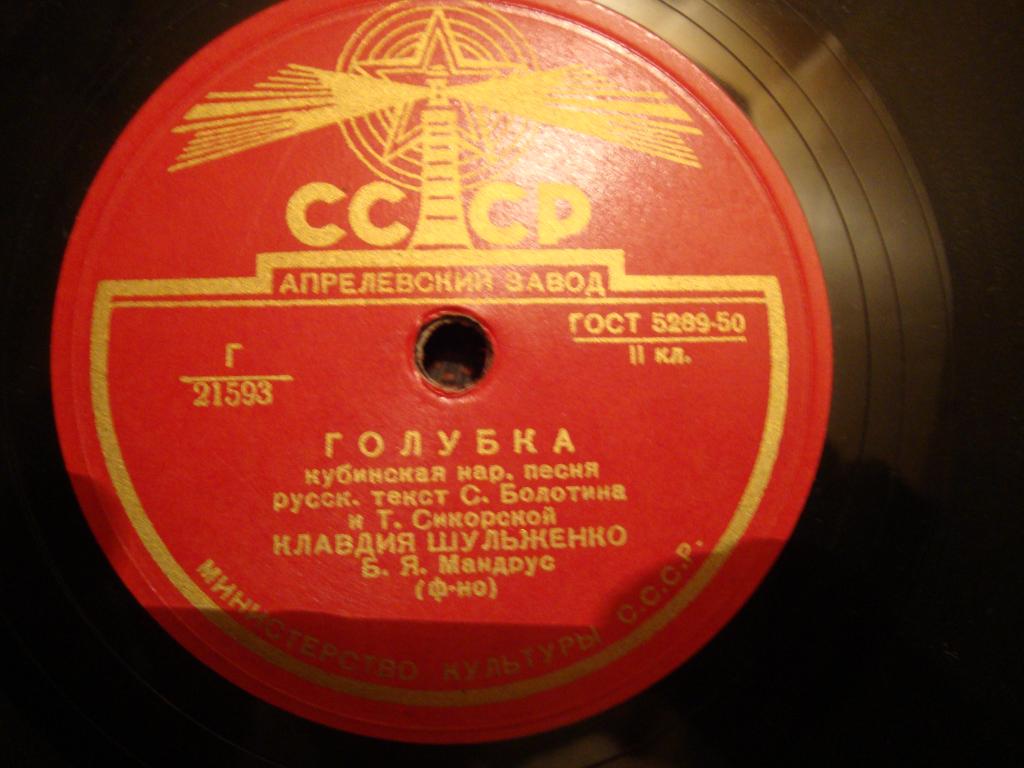 СССР
АПРЕЛЕВСКИЙ ЗАВОД
ГОСТ 5289-50
II кл.
Г
21593
ГОЛУБКА
кубинская нар. песня
русск. текст С. Болотина
и Т. Сикорской
КЛАВДИЯ ШУЛЬЖЕНКО
Б. Я. Мандрус
(ф-но)
МИНИСТЕРСТВО КУЛЬТУРЫ С.С.С.Р.